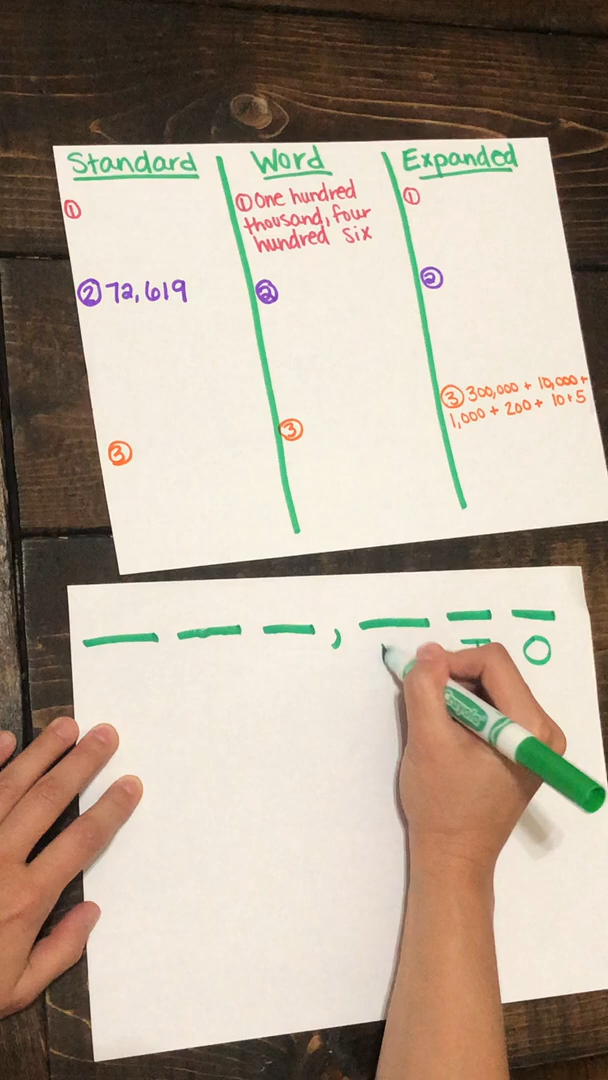 Standard
Word
Expanded
①
① One hundred
thousand, four
hundred six
①
② 72,619
②
②
③
③
③ 300,000 + 10,000 +
1,000 + 200 + 10 + 5
_ _ _ , _ _ _
T O
Crayola